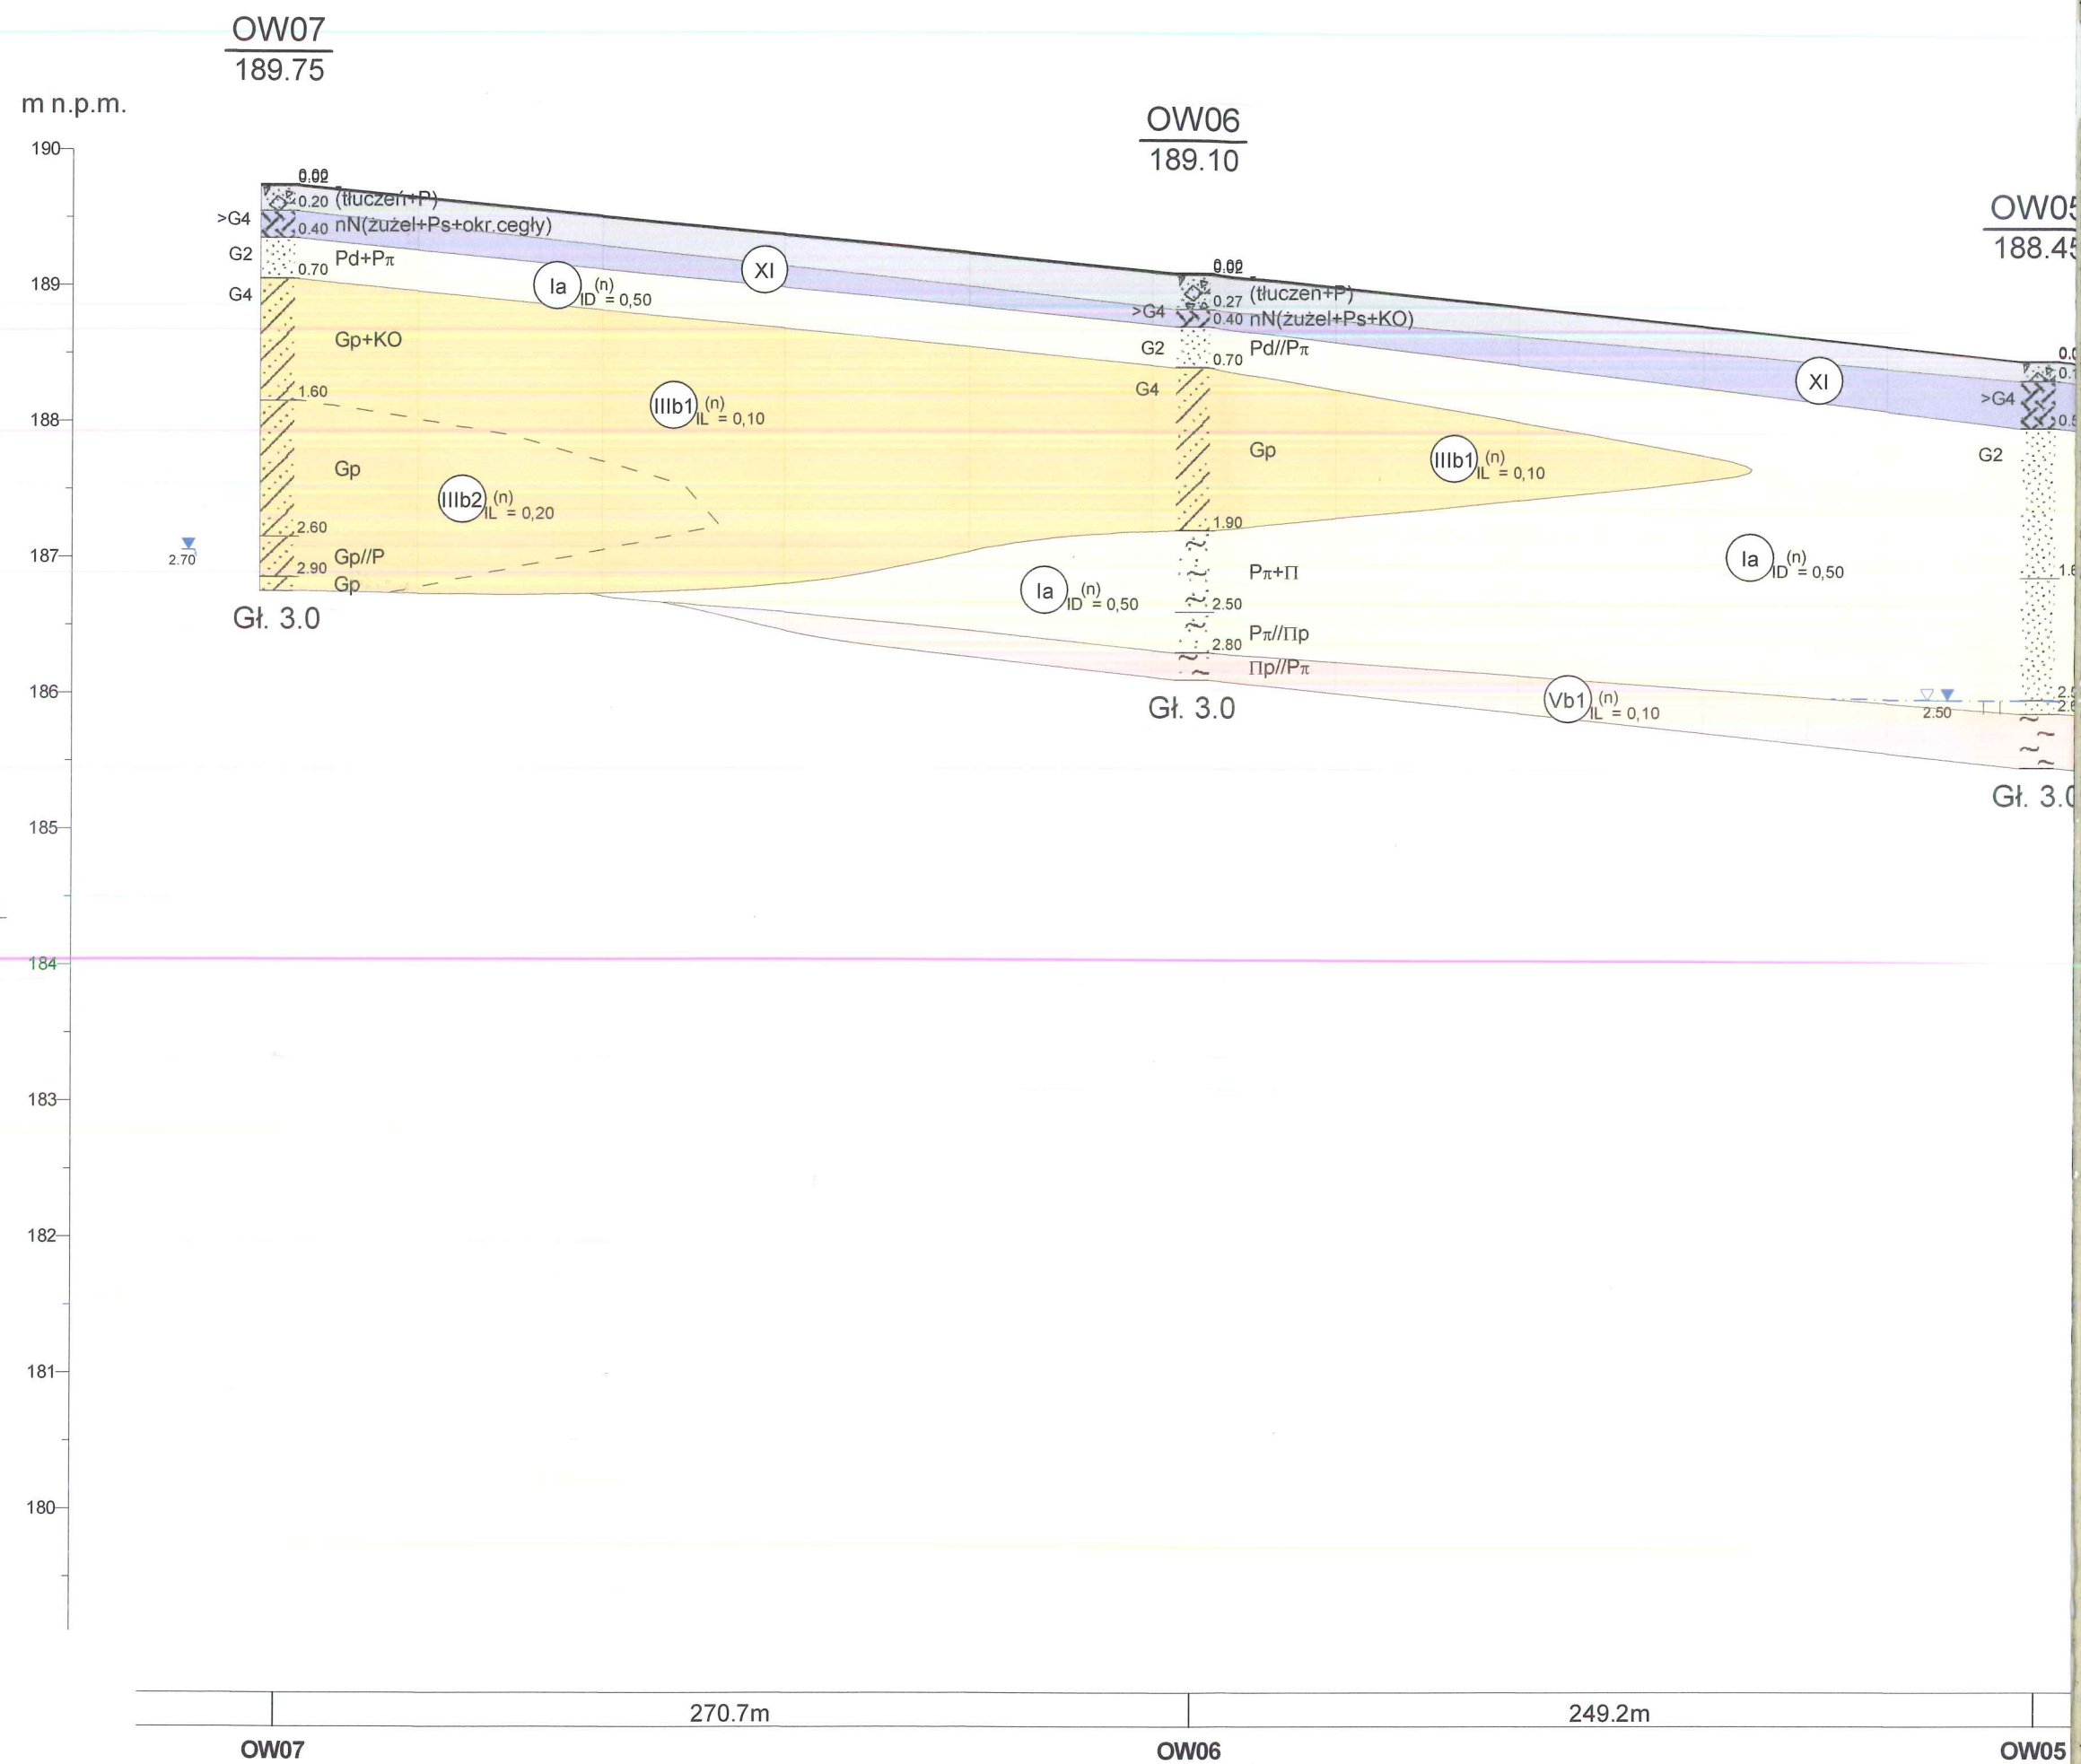 OW07
189.75
m n.p.m.
OW06
189.10
OW05
188.45
190
189
188
187
186
185
184
183
182
181
180
0.02
0.20 (tłuczeń+P)
>G4
0.40 nN(żużel+Ps+okr.cegły)
G2
Pd+Pπ
0.70
G4
Gp+KO
1.60
Gp
2.60
2.70
Gp//P
2.90
Gp
Gł. 3.0
Ia ID(n) = 0,50
XI
IIIb1 IL(n) = 0,10
IIIb2 IL(n) = 0,20
0.02
0.27 (tłuczeń+P)
>G4
0.40 nN(żużel+Ps+KO)
G2
Pd//Pπ
0.70
G4
Gp
1.90
Pπ+Π
2.50
Pπ//Πp
2.80
Πp//Pπ
Gł. 3.0
Ia ID(n) = 0,50
IIIb1 IL(n) = 0,10
XI
Ia ID(n) = 0,50
Vb1 IL(n) = 0,10
>G4
G2
2.50
Gł. 3.0
270.7m
249.2m
OW07
OW06
OW05